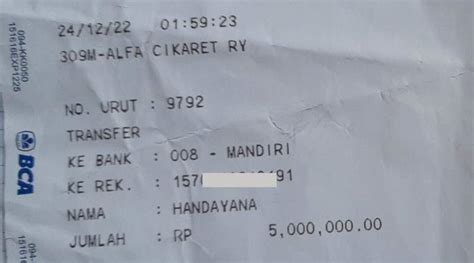 24/12/22 01:59:23
309M-ALFA CIKARET RY
NO. URUT : 9792
TRANSFER
KE BANK : 008 - MANDIRI
KE REK. : 157 91
NAMA : HANDAYANA
JUMLAH : RP 5,000,000.00
BCA